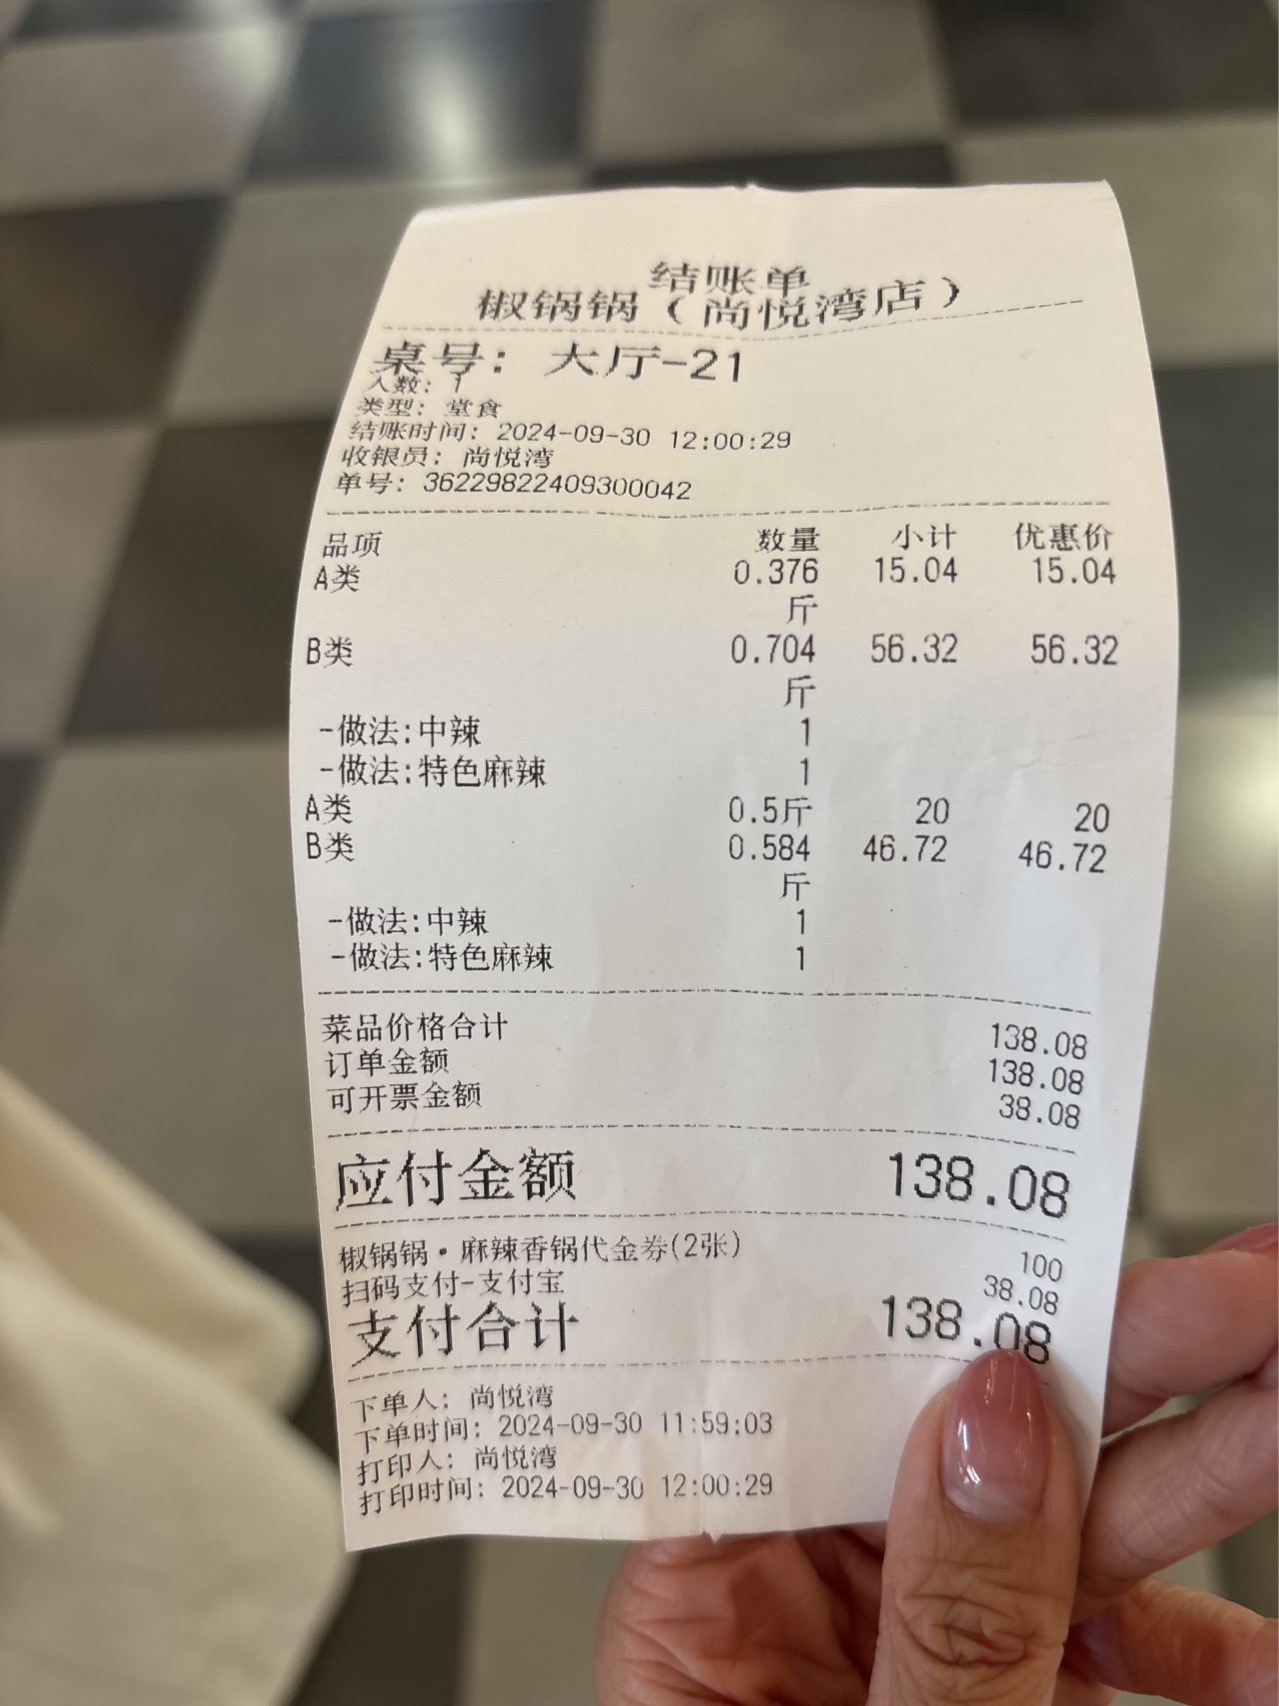 结账单
椒锅锅（尚悦湾店）
桌号: 大厅-21
人数: 1
类型: 堂食
结账时间: 2024-09-30 12:00:29
收银员: 尚悦湾
单号: 36229822409300042
品项 数量 小计 优惠价
A类 0.376 15.04 15.04
斤
B类 0.704 56.32 56.32
斤
-做法:中辣 1
-做法:特色麻辣 1
A类 0.5斤 20 20
B类 0.584 46.72 46.72
斤
-做法:中辣 1
-做法:特色麻辣 1
菜品价格合计 138.08
订单金额 138.08
可开票金额 38.08
应付金额 138.08
椒锅锅·麻辣香锅代金券(2张) 100
扫码支付-支付宝 38.08
支付合计 138.08
下单人: 尚悦湾
下单时间: 2024-09-30 11:59:03
打印人: 尚悦湾
打印时间: 2024-09-30 12:00:29